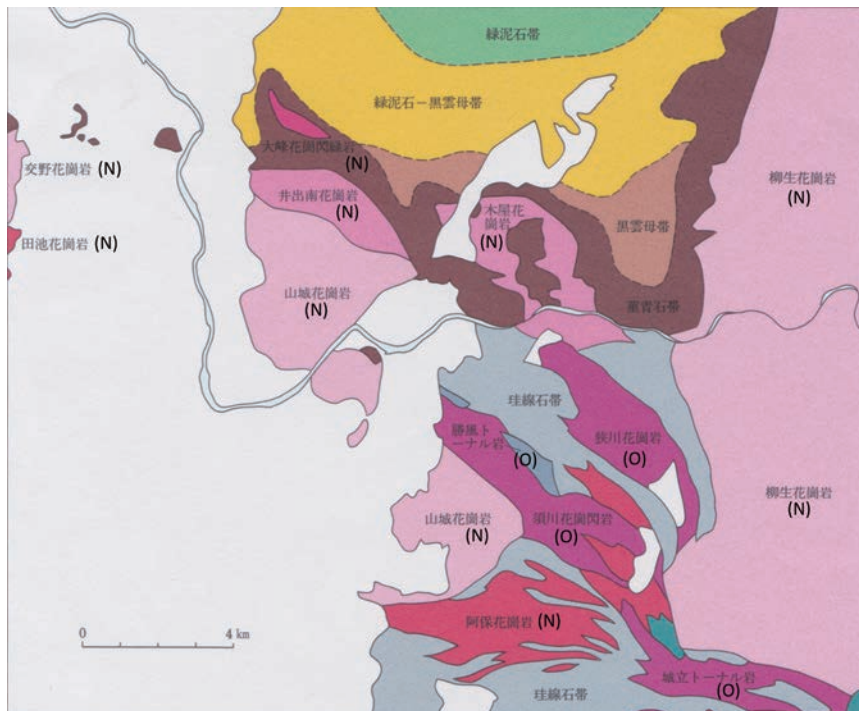 緑泥石帯
緑泥石－黒雲母帯
大峰花崗閃緑岩
(N)
交野花崗岩 (N)
井出南花崗岩
(N)
木屋花
崗岩
(N)
黒雲母帯
柳生花崗岩
(N)
田池花崗岩 (N)
山城花崗岩
(N)
菫青石帯
珪線石帯
勝風ト
ーナル岩
(O)
狭川花崗岩
(O)
柳生花崗岩
(N)
山城花崗岩
(N)
須川花崗閃岩
(O)
阿保花崗岩 (N)
0
4 km
城立トーナル岩
(O)
珪線石帯